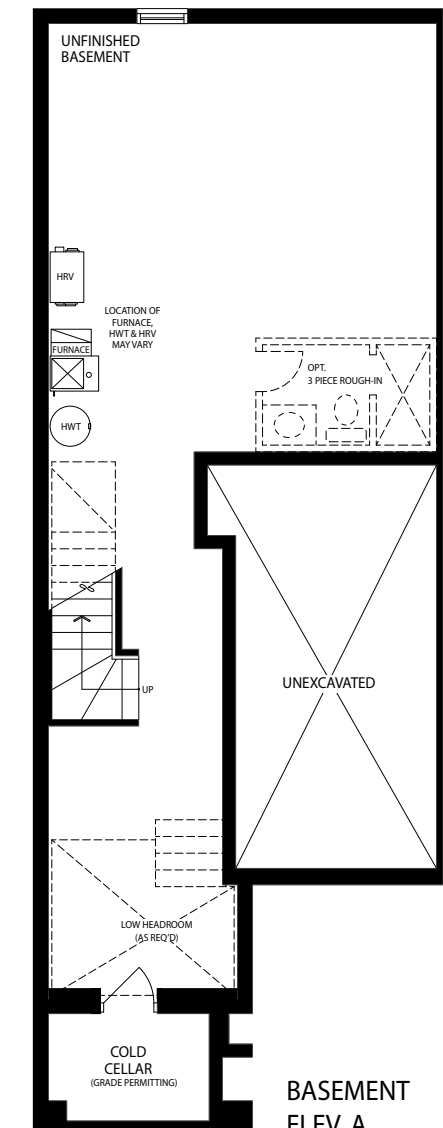 UNFINISHED
BASEMENT
HRV
LOCATION OF
FURNACE,
HWT & HRV
MAY VARY
FURNACE
OPT.
3 PIECE ROUGH-IN
HWT
UP
UNEXCAVATED
LOW HEADROOM
(AS REQ'D)
COLD
CELLAR
(GRADE PERMITTING)
BASEMENT
ELEV. A